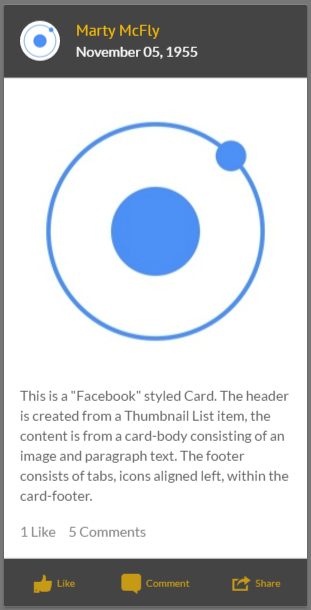 Marty McFly
November 05, 1955
This is a "Facebook" styled Card. The header
is created from a Thumbnail List item, the
content is from a card-body consisting of an
image and paragraph text. The footer
consists of tabs, icons aligned left, within the
card-footer.
1 Like 5 Comments
Like Comment Share